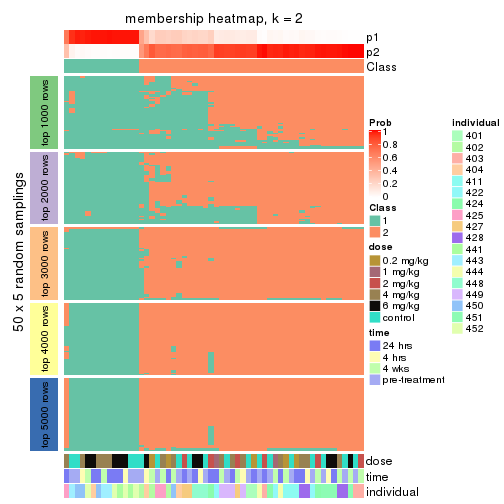 membership heatmap, k = 2
p1
p2
Class
50 x 5 random samplings
top 1000 rows
top 2000 rows
top 3000 rows
top 4000 rows
top 5000 rows
dose
time
individual
Prob
1
0.8
0.6
0.4
0.2
0
Class
1
2
dose
0.2 mg/kg
1 mg/kg
2 mg/kg
4 mg/kg
6 mg/kg
control
time
24 hrs
4 hrs
4 wks
pre-treatment
individual
401
402
403
404
411
422
424
425
427
428
441
443
444
448
449
450
451
452